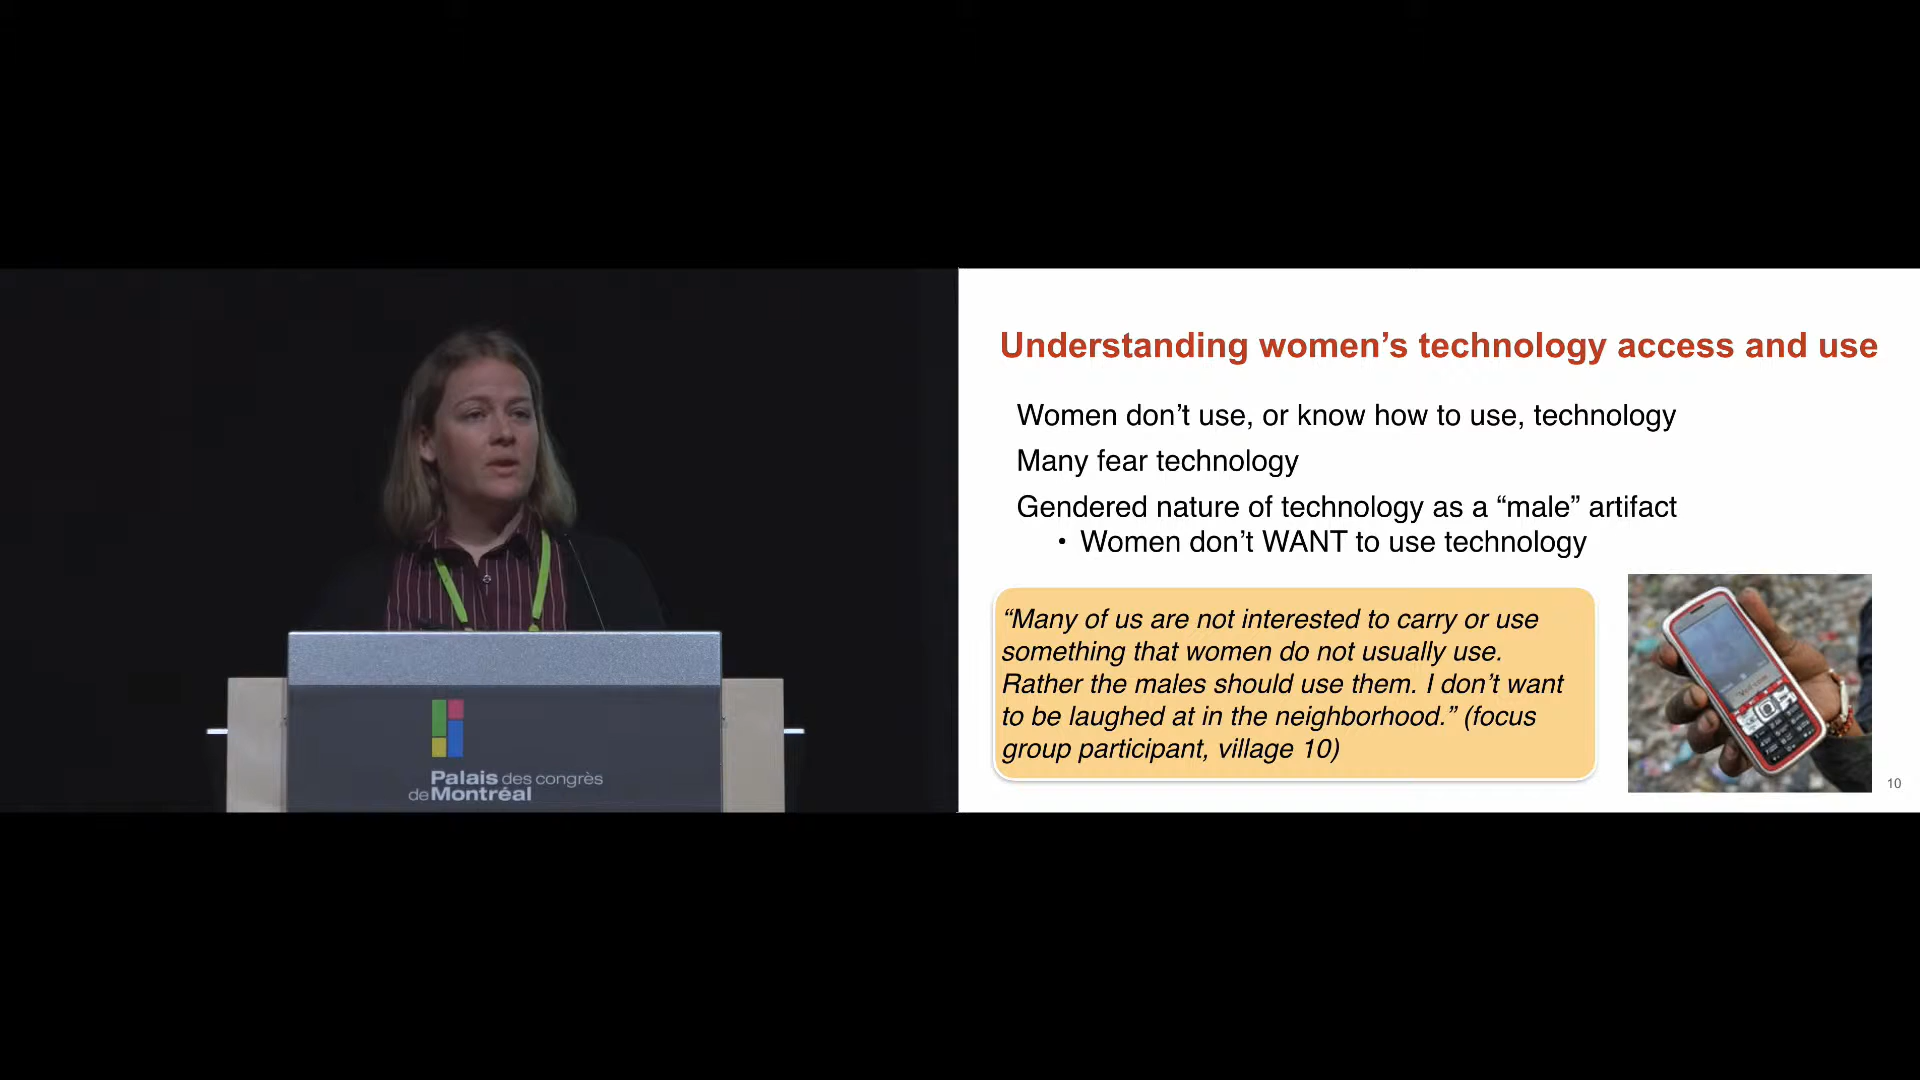 Understanding women’s technology access and use
Women don’t use, or know how to use, technology
Many fear technology
Gendered nature of technology as a “male” artifact
• Women don’t WANT to use technology
“Many of us are not interested to carry or use
something that women do not usually use.
Rather the males should use them. I don’t want
to be laughed at in the neighborhood.” (focus
group participant, village 10)
10
Palais des congrès
de Montréal